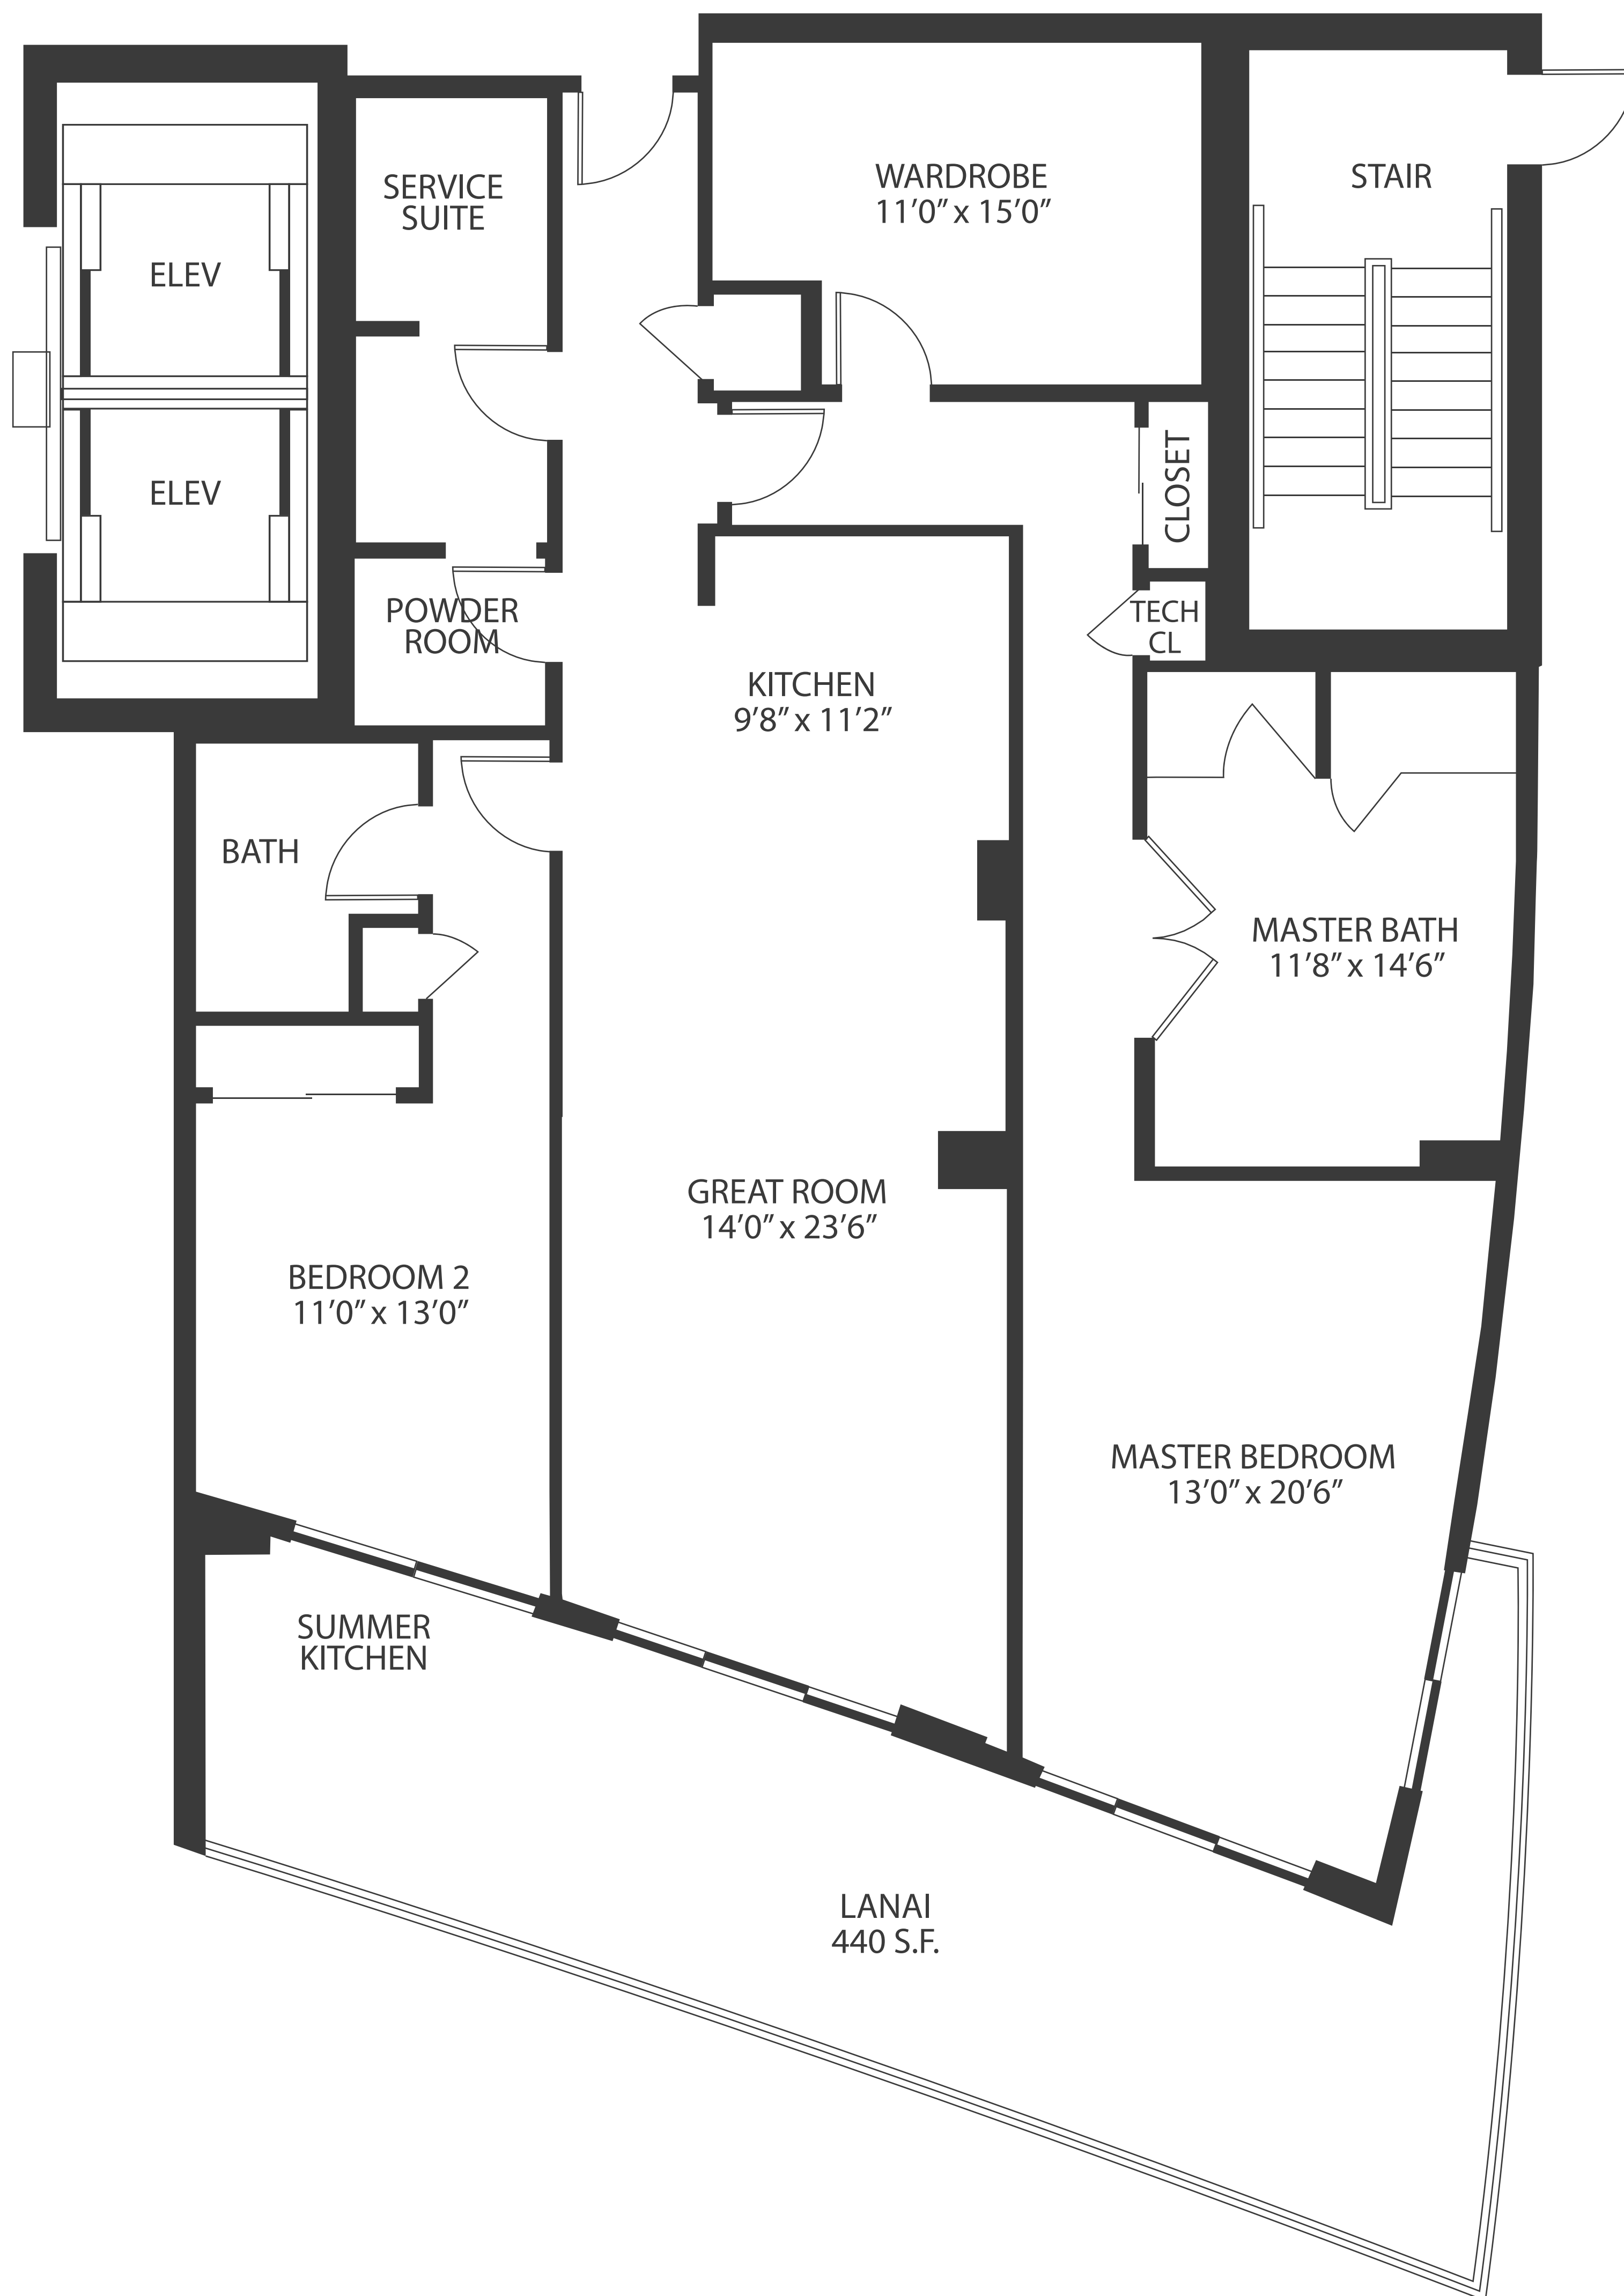 WARDROBE
11’0” x 15’0”
STAIR
SERVICE
SUITE
ELEV
ELEV
CLOSET
POWDER
ROOM
TECH
CL
KITCHEN
9’8” x 11’2”
BATH
MASTER BATH
11’8” x 14’6”
GREAT ROOM
14’0” x 23’6”
BEDROOM 2
11’0” x 13’0”
MASTER BEDROOM
13’0” x 20’6”
SUMMER
KITCHEN
LANAI
440 S.F.